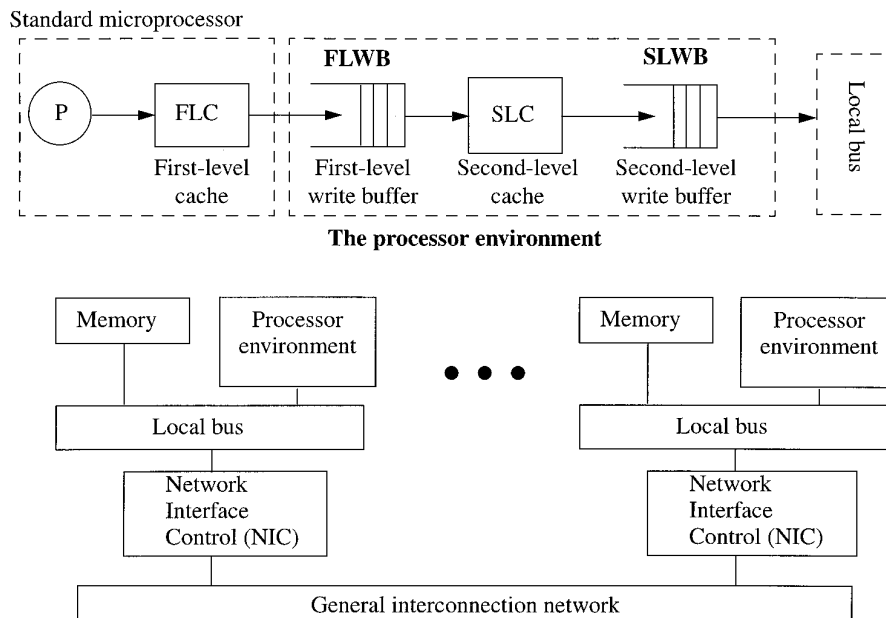 Standard microprocessor
FLWB
SLWB
P
FLC
SLC
Local bus
First-level
cache
First-level
write buffer
Second-level
cache
Second-level
write buffer
The processor environment
Memory
Processor
environment
Memory
Processor
environment
Local bus
Local bus
Network
Interface
Control (NIC)
Network
Interface
Control (NIC)
General interconnection network